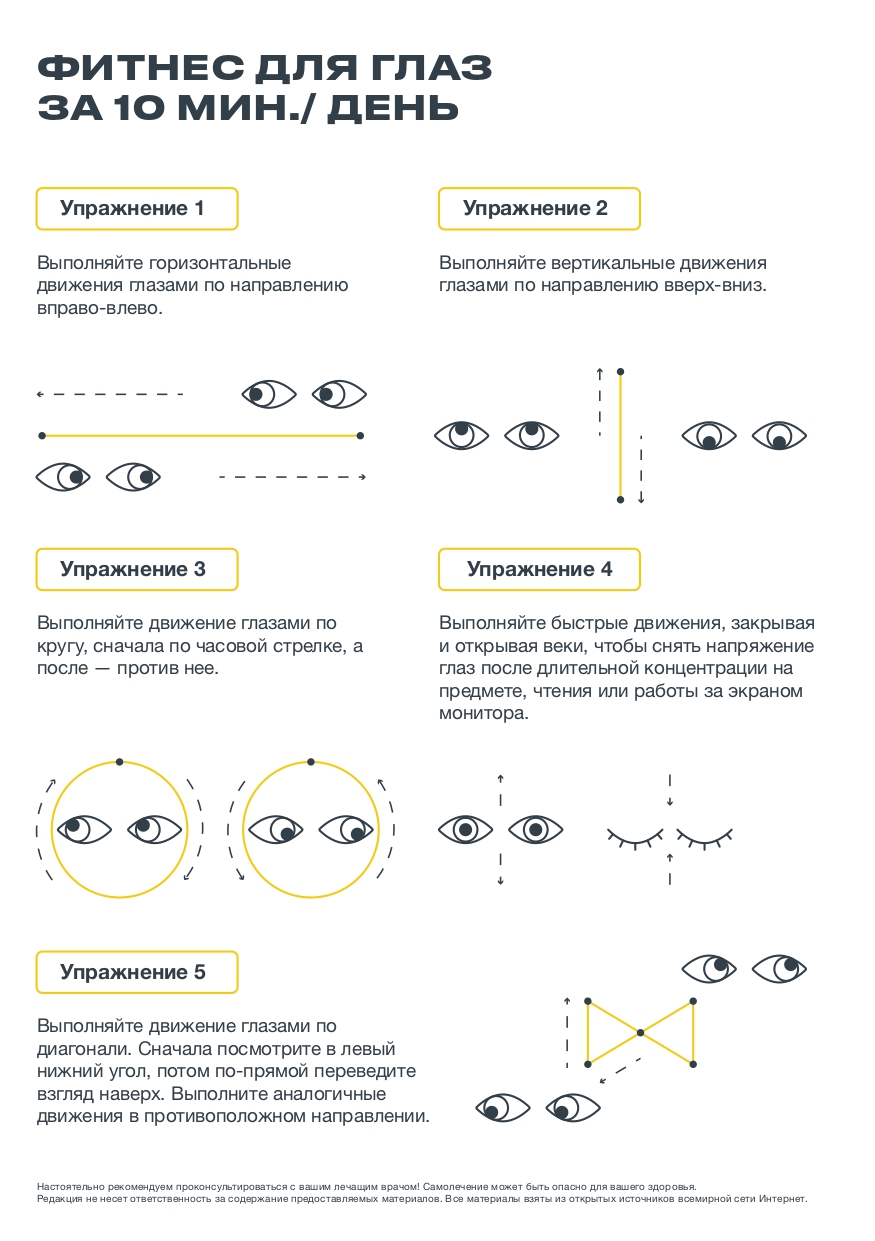 ФИТНЕС ДЛЯ ГЛАЗ
ЗА 10 МИН./ ДЕНЬ
Упражнение 1
Выполняйте горизонтальные
движения глазами по направлению
вправо-влево.
Упражнение 2
Выполняйте вертикальные движения
глазами по направлению вверх-вниз.
Упражнение 3
Выполняйте движение глазами по
кругу, сначала по часовой стрелке, а
после — против нее.
Упражнение 4
Выполняйте быстрые движения, закрывая
и открывая веки, чтобы снять напряжение
глаз после длительной концентрации на
предмете, чтения или работы за экраном
монитора.
Упражнение 5
Выполняйте движение глазами по
диагонали. Сначала посмотрите в левый
нижний угол, потом по-прямой переведите
взгляд наверх. Выполните аналогичные
движения в противоположном направлении.
Настоятельно рекомендуем проконсультироваться с вашим лечащим врачом! Самолечение может быть опасно для вашего здоровья.
Редакция не несет ответственность за содержание предоставляемых материалов. Все материалы взяты из открытых источников всемирной сети Интернет.